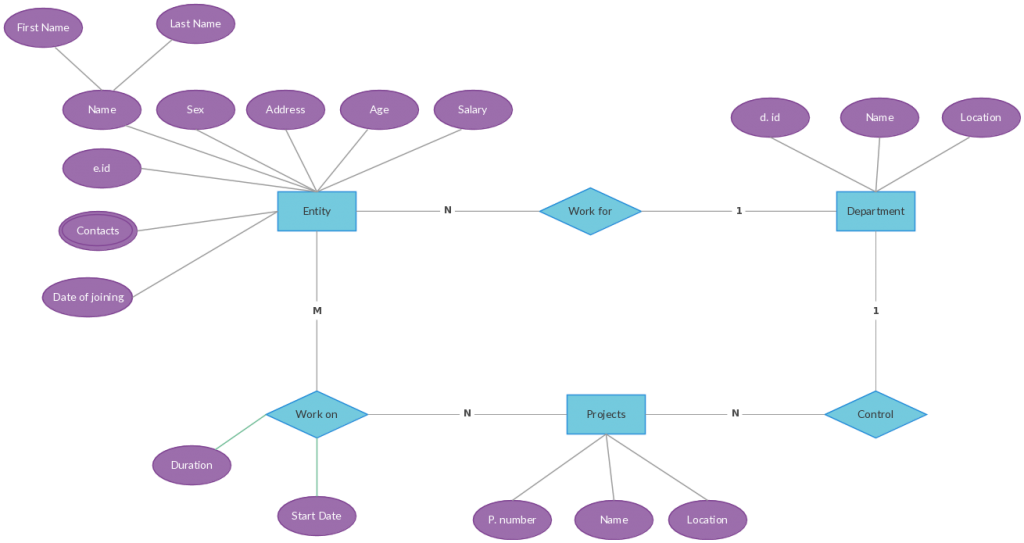 First Name
Last Name
Name
Sex
Address
Age
Salary
d. id
Name
Location
e.id
Entity
N
Work for
1
Department
Contacts
Date of joining
M
1
Work on
N
Projects
N
Control
Duration
Start Date
P. number
Name
Location